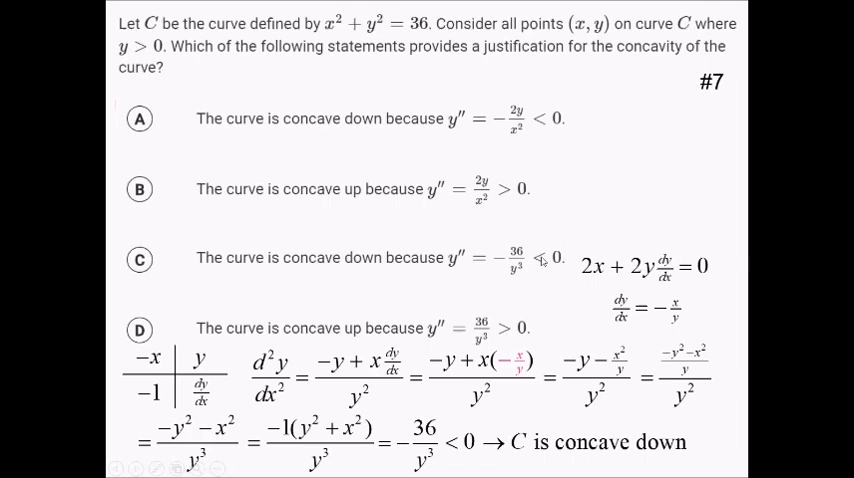 Let C be the curve defined by x² + y² = 36. Consider all points (x, y) on curve C where
y > 0. Which of the following statements provides a justification for the concavity of the
curve?
#7
A The curve is concave down because y″ = −2y/x² < 0.
B The curve is concave up because y″ = 2y/x² > 0.
C The curve is concave down because y″ = −36/y³ < 0.
2x + 2y dy/dx = 0
dy/dx = −x/y
D The curve is concave up because y″ = 36/y³ > 0.
−x y
−1 dy/dx
d²y/dx² = (−y + x dy/dx)/y² = (−y + x(−x/y))/y² = (−y − x²/y)/y² = ((−y² − x²)/y)/y²
= (−y² − x²)/y³ = −1(y² + x²)/y³ = −36/y³ < 0 → C is concave down